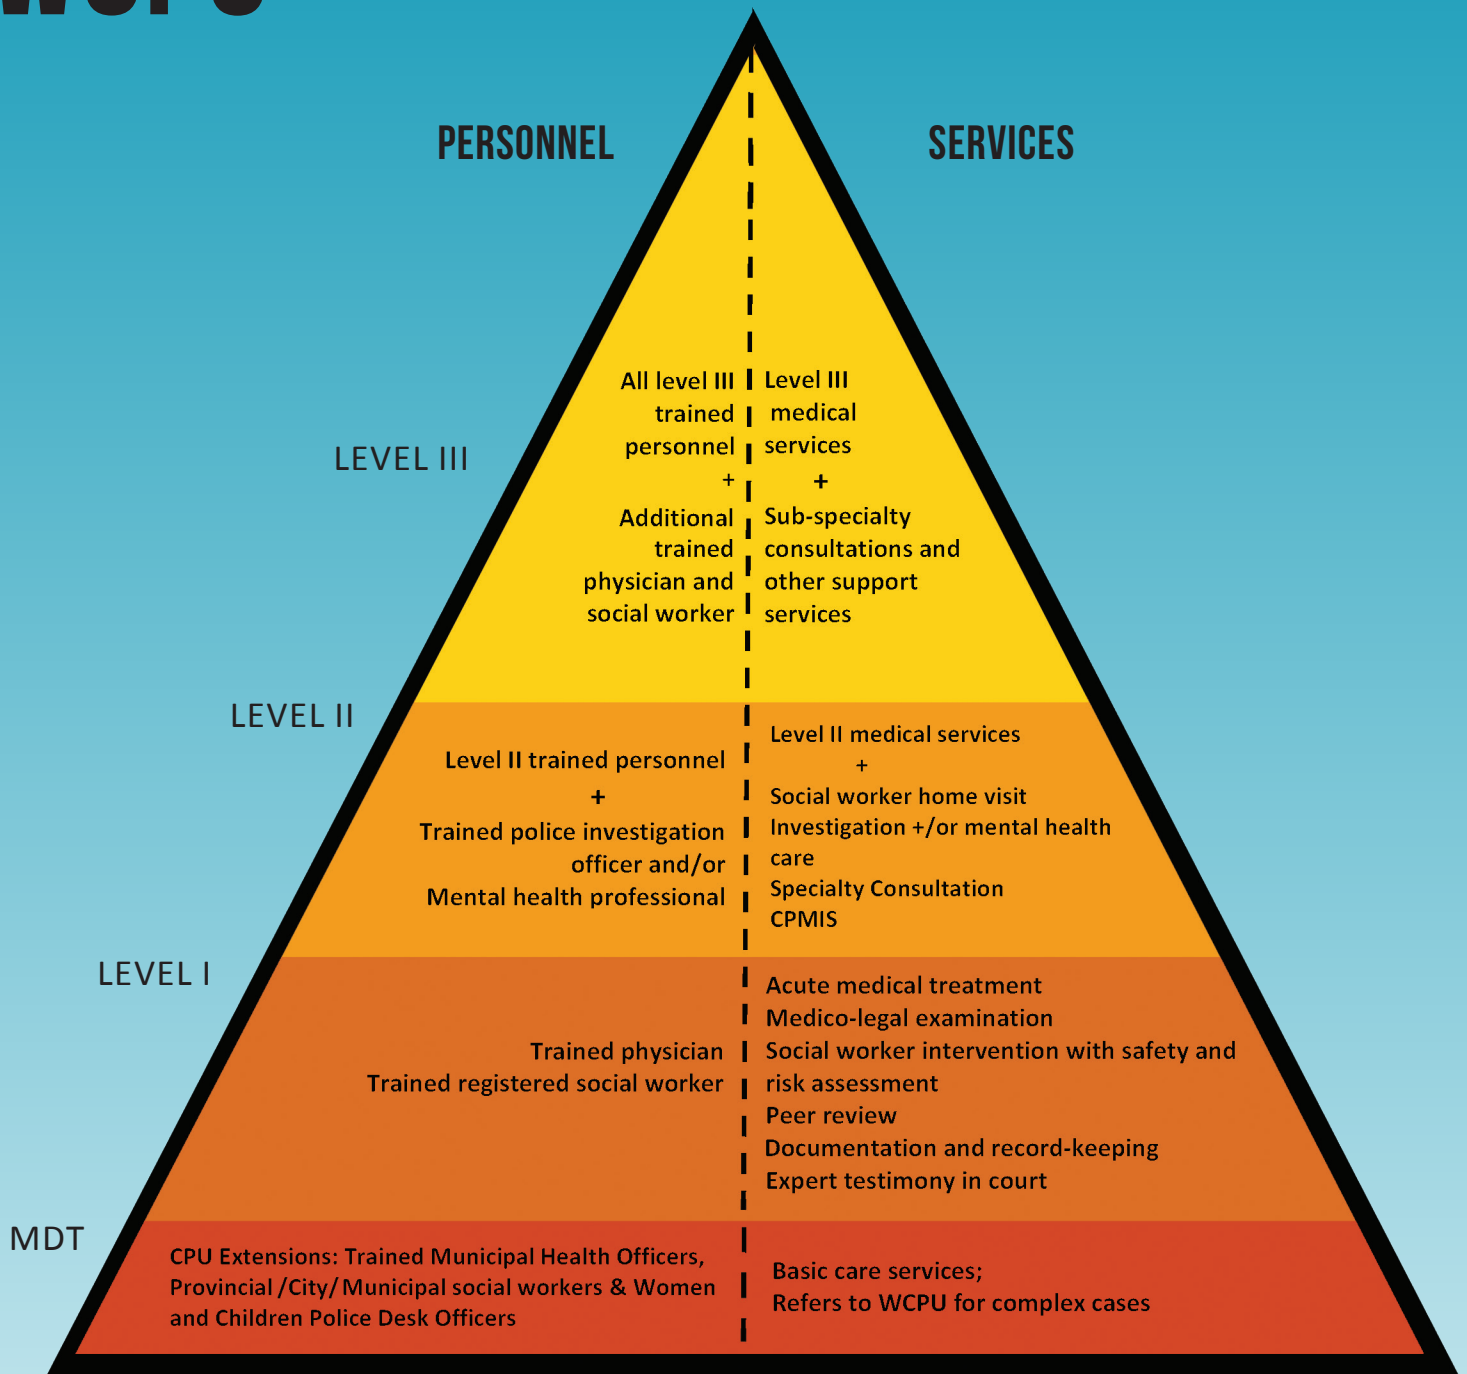 PERSONNEL
SERVICES
LEVEL III
All level III
trained
personnel
+
Additional
trained
physician and
social worker
Level III
medical
services
+
Sub-specialty
consultations and
other support
services
LEVEL II
Level II trained personnel
+
Trained police investigation
officer and/or
Mental health professional
Level II medical services
+
Social worker home visit
Investigation +/or mental health
care
Specialty Consultation
CPMIS
LEVEL I
Trained physician
Trained registered social worker
Acute medical treatment
Medico-legal examination
Social worker intervention with safety and
risk assessment
Peer review
Documentation and record-keeping
Expert testimony in court
MDT
CPU Extensions: Trained Municipal Health Officers,
Provincial /City/ Municipal social workers & Women
and Children Police Desk Officers
Basic care services;
Refers to WCPU for complex cases